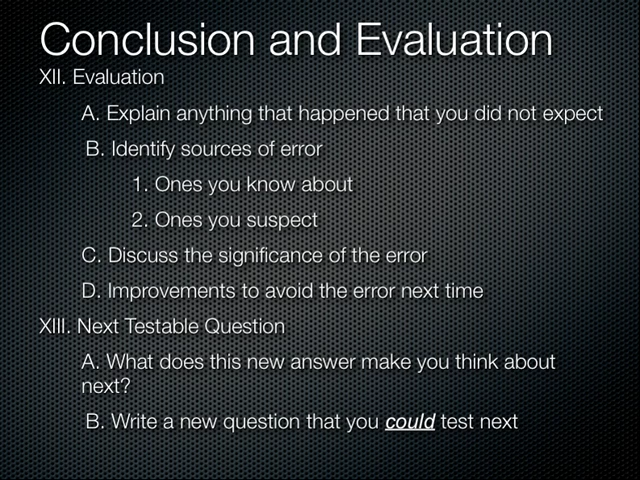 Conclusion and Evaluation
XII. Evaluation
A. Explain anything that happened that you did not expect
B. Identify sources of error
1. Ones you know about
2. Ones you suspect
C. Discuss the significance of the error
D. Improvements to avoid the error next time
XIII. Next Testable Question
A. What does this new answer make you think about
next?
B. Write a new question that you could test next